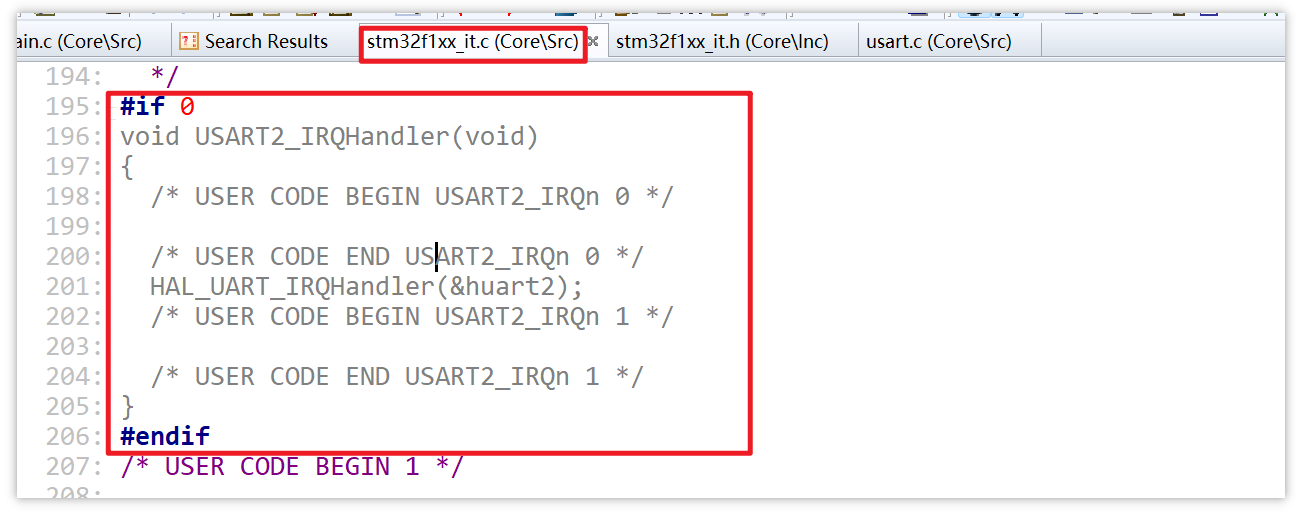 ain.c (Core\Src) Search Results stm32f1xx_it.c (Core\Src) stm32f1xx_it.h (Core\Inc) usart.c (Core\Src)
194: */
195: #if 0
196: void USART2_IRQHandler(void)
197: {
198: /* USER CODE BEGIN USART2_IRQn 0 */
199:
200: /* USER CODE END USART2_IRQn 0 */
201: HAL_UART_IRQHandler(&huart2);
202: /* USER CODE BEGIN USART2_IRQn 1 */
203:
204: /* USER CODE END USART2_IRQn 1 */
205: }
206: #endif
207: /* USER CODE BEGIN 1 */
208: